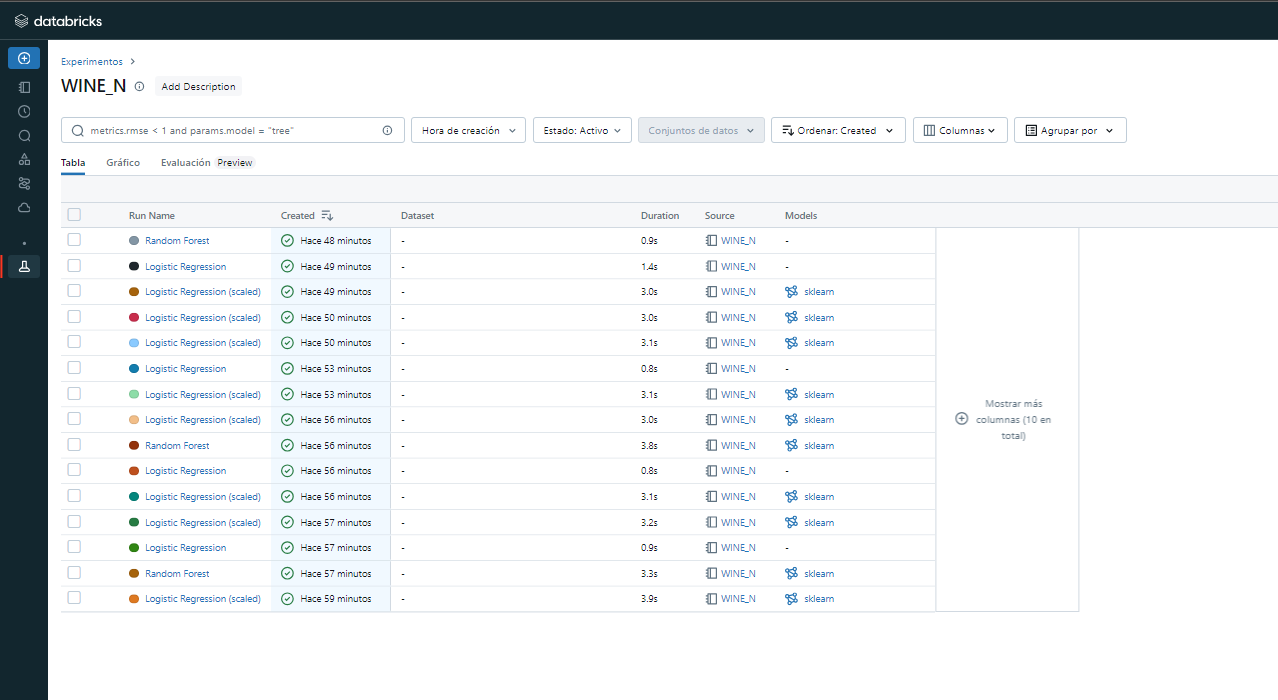 databricks
Experimentos >
WINE_N Add Description
metrics.rmse < 1 and params.model = "tree" Hora de creación Estado: Activo Conjuntos de datos Ordenar: Created Columnas Agrupar por
Tabla Gráfico Evaluación Preview
Run Name Created Dataset Duration Source Models
Random Forest Hace 48 minutos - 0.9s WINE_N -
Logistic Regression Hace 49 minutos - 1.4s WINE_N -
Logistic Regression (scaled) Hace 49 minutos - 3.0s WINE_N sklearn
Logistic Regression (scaled) Hace 50 minutos - 3.0s WINE_N sklearn
Logistic Regression (scaled) Hace 50 minutos - 3.1s WINE_N sklearn
Logistic Regression Hace 53 minutos - 0.8s WINE_N -
Logistic Regression (scaled) Hace 53 minutos - 3.1s WINE_N sklearn
Logistic Regression (scaled) Hace 56 minutos - 3.0s WINE_N sklearn
Random Forest Hace 56 minutos - 3.8s WINE_N sklearn
Logistic Regression Hace 56 minutos - 0.8s WINE_N -
Logistic Regression (scaled) Hace 56 minutos - 3.1s WINE_N sklearn
Logistic Regression (scaled) Hace 57 minutos - 3.2s WINE_N sklearn
Logistic Regression Hace 57 minutos - 0.9s WINE_N -
Random Forest Hace 57 minutos - 3.3s WINE_N sklearn
Logistic Regression (scaled) Hace 59 minutos - 3.9s WINE_N sklearn
Mostrar más
columnas (10 en
total)